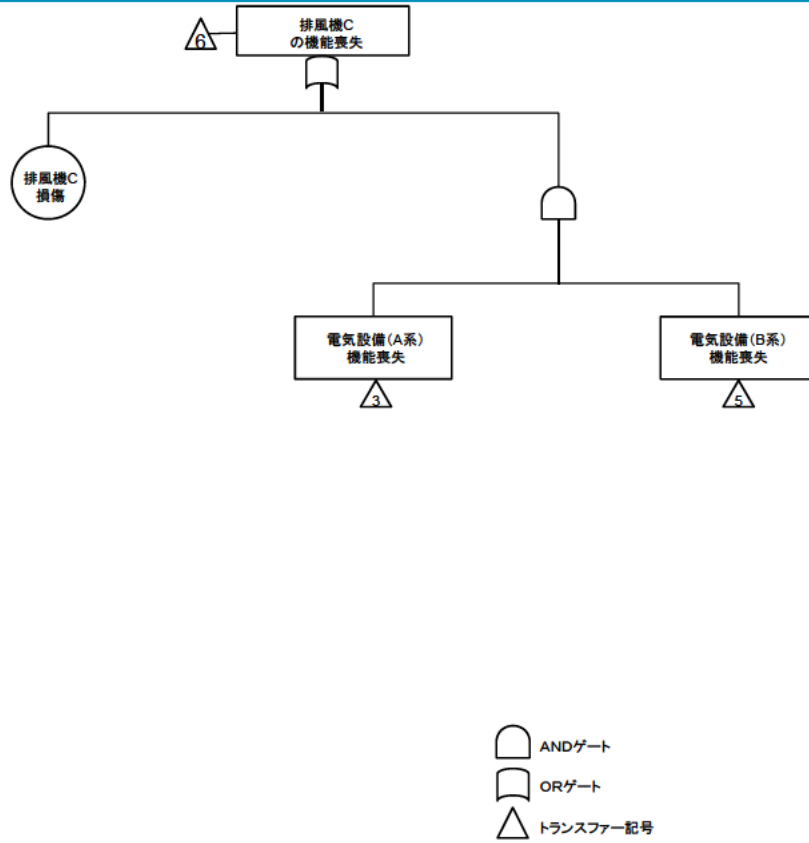 6
排風機C
の機能喪失
排風機C
損傷
電気設備(A系)
機能喪失
3
電気設備(B系)
機能喪失
5
ANDゲート
ORゲート
トランスファー記号